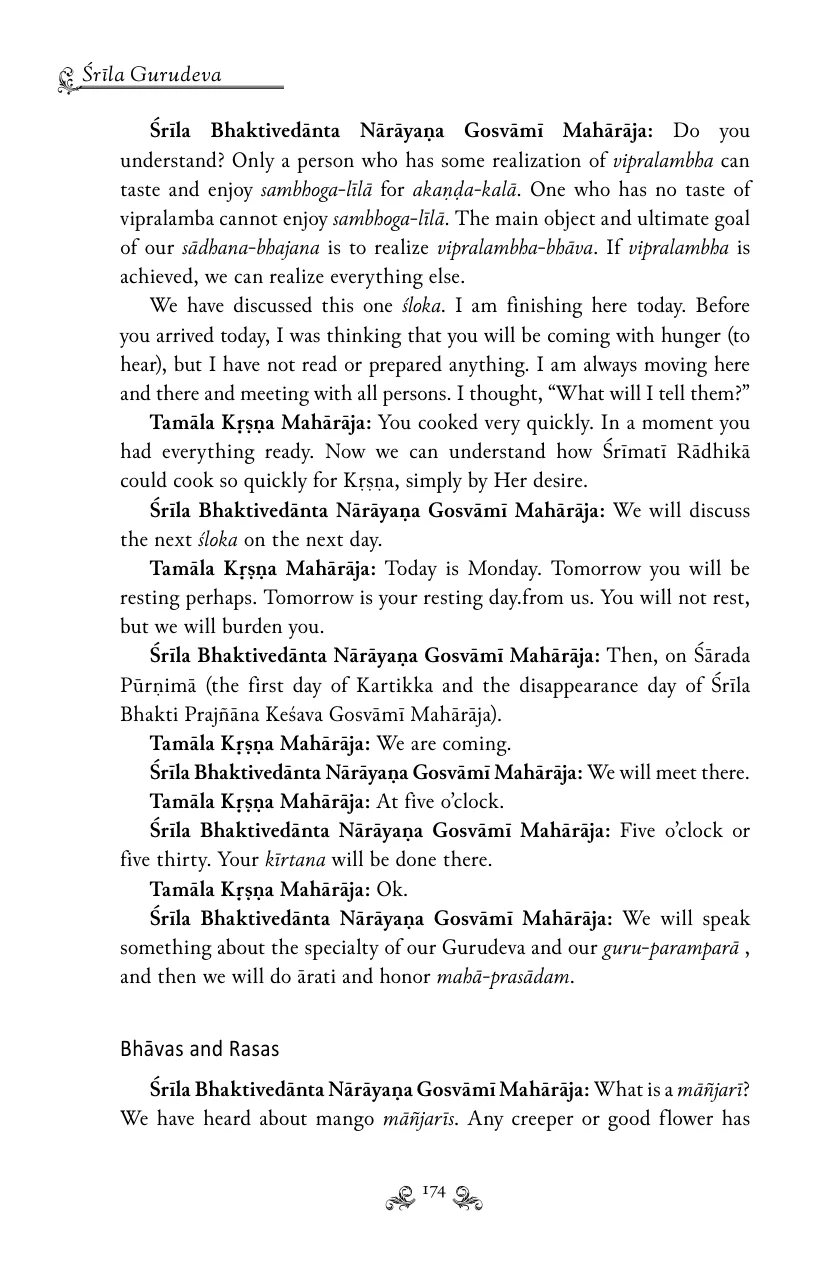 Śrīla Gurudeva
Śrīla Bhaktivedānta Nārāyaṇa Gosvāmī Mahārāja: Do you
understand? Only a person who has some realization of vipralambha can
taste and enjoy sambhoga-līlā for akaṇḍa-kalā. One who has no taste of
vipralamba cannot enjoy sambhoga-līlā. The main object and ultimate goal
of our sādhana-bhajana is to realize vipralambha-bhāva. If vipralambha is
achieved, we can realize everything else.
We have discussed this one śloka. I am finishing here today. Before
you arrived today, I was thinking that you will be coming with hunger (to
hear), but I have not read or prepared anything. I am always moving here
and there and meeting with all persons. I thought, “What will I tell them?”
Tamāla Kṛṣṇa Mahārāja: You cooked very quickly. In a moment you
had everything ready. Now we can understand how Śrīmatī Rādhikā
could cook so quickly for Kṛṣṇa, simply by Her desire.
Śrīla Bhaktivedānta Nārāyaṇa Gosvāmī Mahārāja: We will discuss
the next śloka on the next day.
Tamāla Kṛṣṇa Mahārāja: Today is Monday. Tomorrow you will be
resting perhaps. Tomorrow is your resting day.from us. You will not rest,
but we will burden you.
Śrīla Bhaktivedānta Nārāyaṇa Gosvāmī Mahārāja: Then, on Śārada
Pūrṇimā (the first day of Kartikka and the disappearance day of Śrīla
Bhakti Prajñāna Keśava Gosvāmī Mahārāja).
Tamāla Kṛṣṇa Mahārāja: We are coming.
Śrīla Bhaktivedānta Nārāyaṇa Gosvāmī Mahārāja: We will meet there.
Tamāla Kṛṣṇa Mahārāja: At five o’clock.
Śrīla Bhaktivedānta Nārāyaṇa Gosvāmī Mahārāja: Five o’clock or
five thirty. Your kīrtana will be done there.
Tamāla Kṛṣṇa Mahārāja: Ok.
Śrīla Bhaktivedānta Nārāyaṇa Gosvāmī Mahārāja: We will speak
something about the specialty of our Gurudeva and our guru-paramparā ,
and then we will do ārati and honor mahā-prasādam.
Bhāvas and Rasas
Śrīla Bhaktivedānta Nārāyaṇa Gosvāmī Mahārāja: What is a māñjarī?
We have heard about mango māñjarīs. Any creeper or good flower has
174